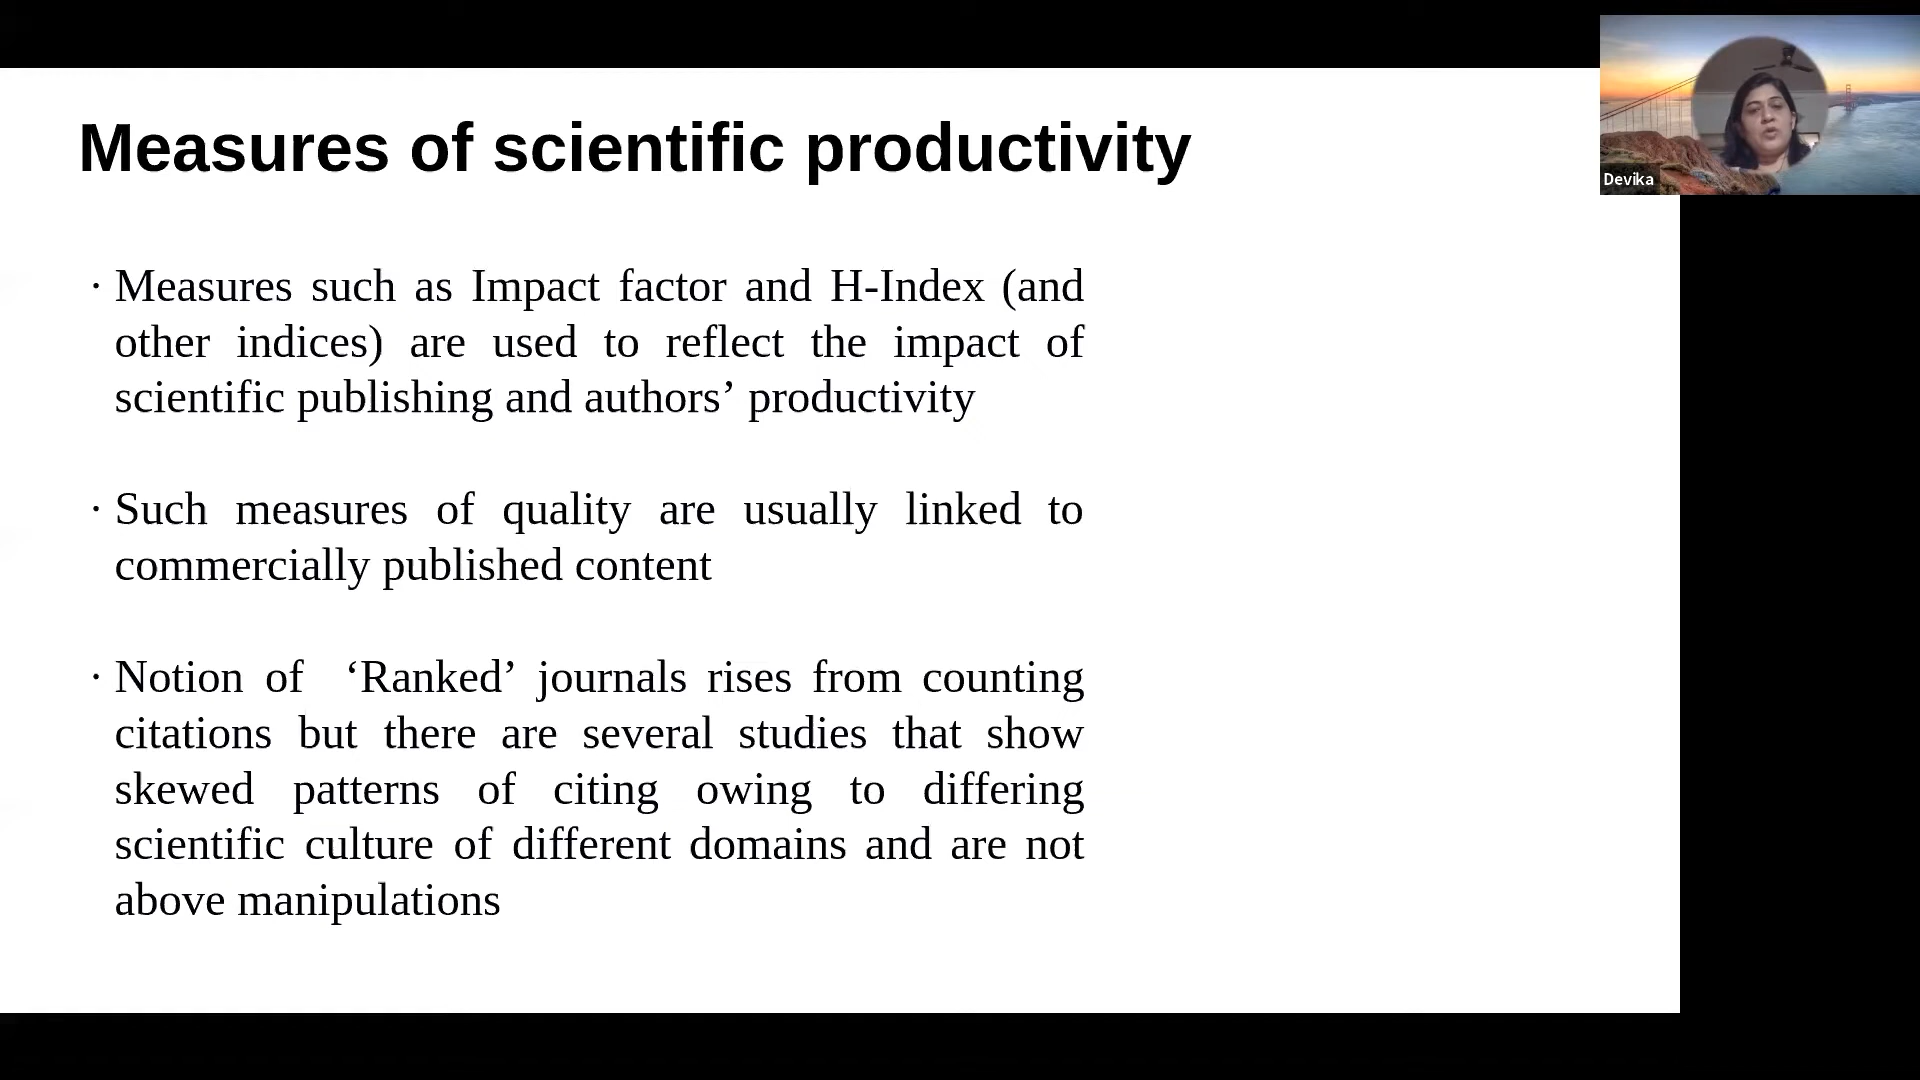 Measures of scientific productivity
Devika
· Measures such as Impact factor and H-Index (and
other indices) are used to reflect the impact of
scientific publishing and authors’ productivity
· Such measures of quality are usually linked to
commercially published content
· Notion of ‘Ranked’ journals rises from counting
citations but there are several studies that show
skewed patterns of citing owing to differing
scientific culture of different domains and are not
above manipulations